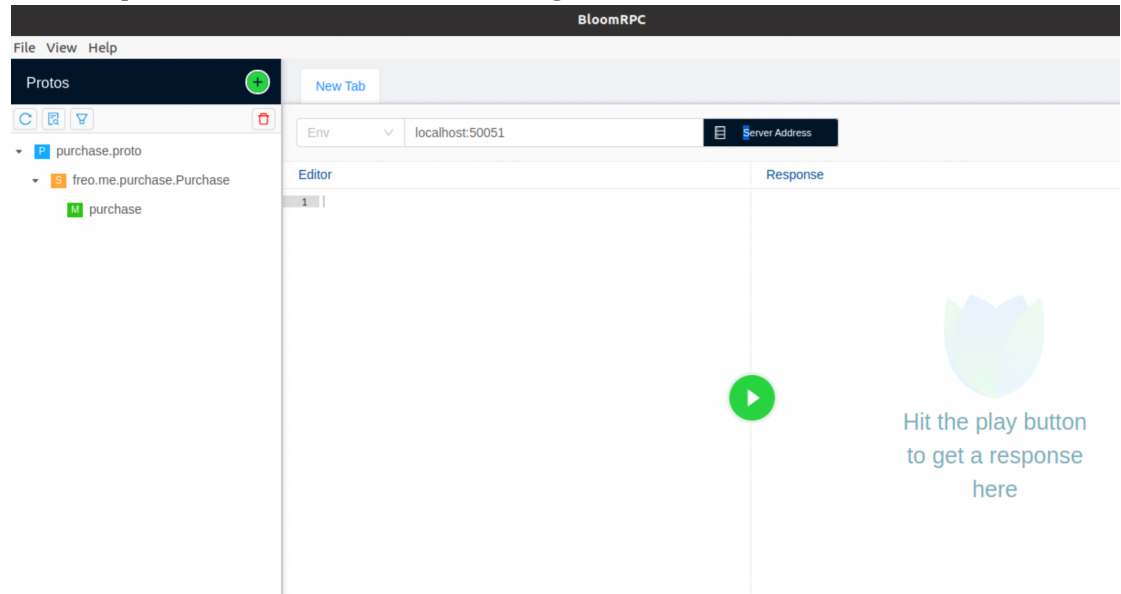 BloomRPC
File View Help
Protos
New Tab
Env
localhost:50051
Server Address
P purchase.proto
S freo.me.purchase.Purchase
M purchase
Editor
Response
1
Hit the play button
to get a response
here